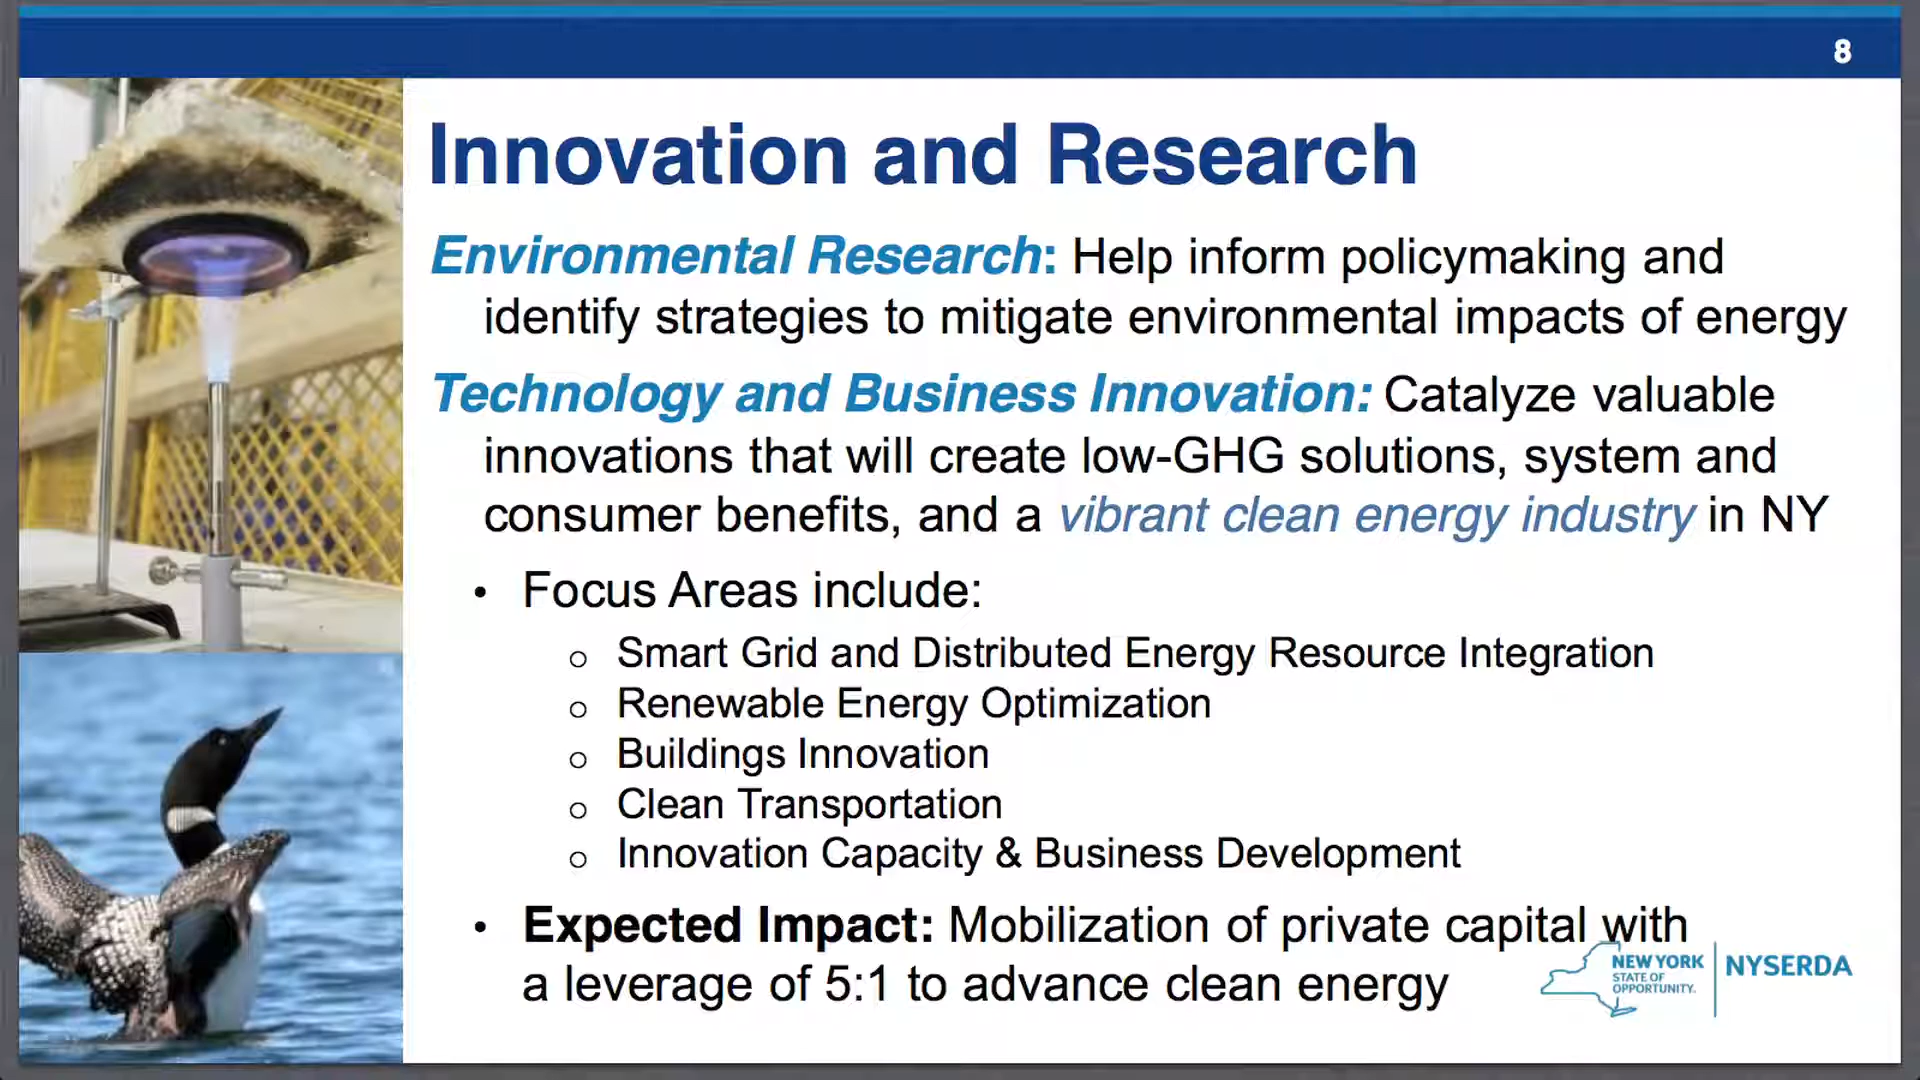 8
Innovation and Research
Environmental Research: Help inform policymaking and
identify strategies to mitigate environmental impacts of energy
Technology and Business Innovation: Catalyze valuable
innovations that will create low-GHG solutions, system and
consumer benefits, and a vibrant clean energy industry in NY
• Focus Areas include:
o Smart Grid and Distributed Energy Resource Integration
o Renewable Energy Optimization
o Buildings Innovation
o Clean Transportation
o Innovation Capacity & Business Development
• Expected Impact: Mobilization of private capital with
a leverage of 5:1 to advance clean energy
NEW YORK
STATE OF
OPPORTUNITY.
NYSERDA